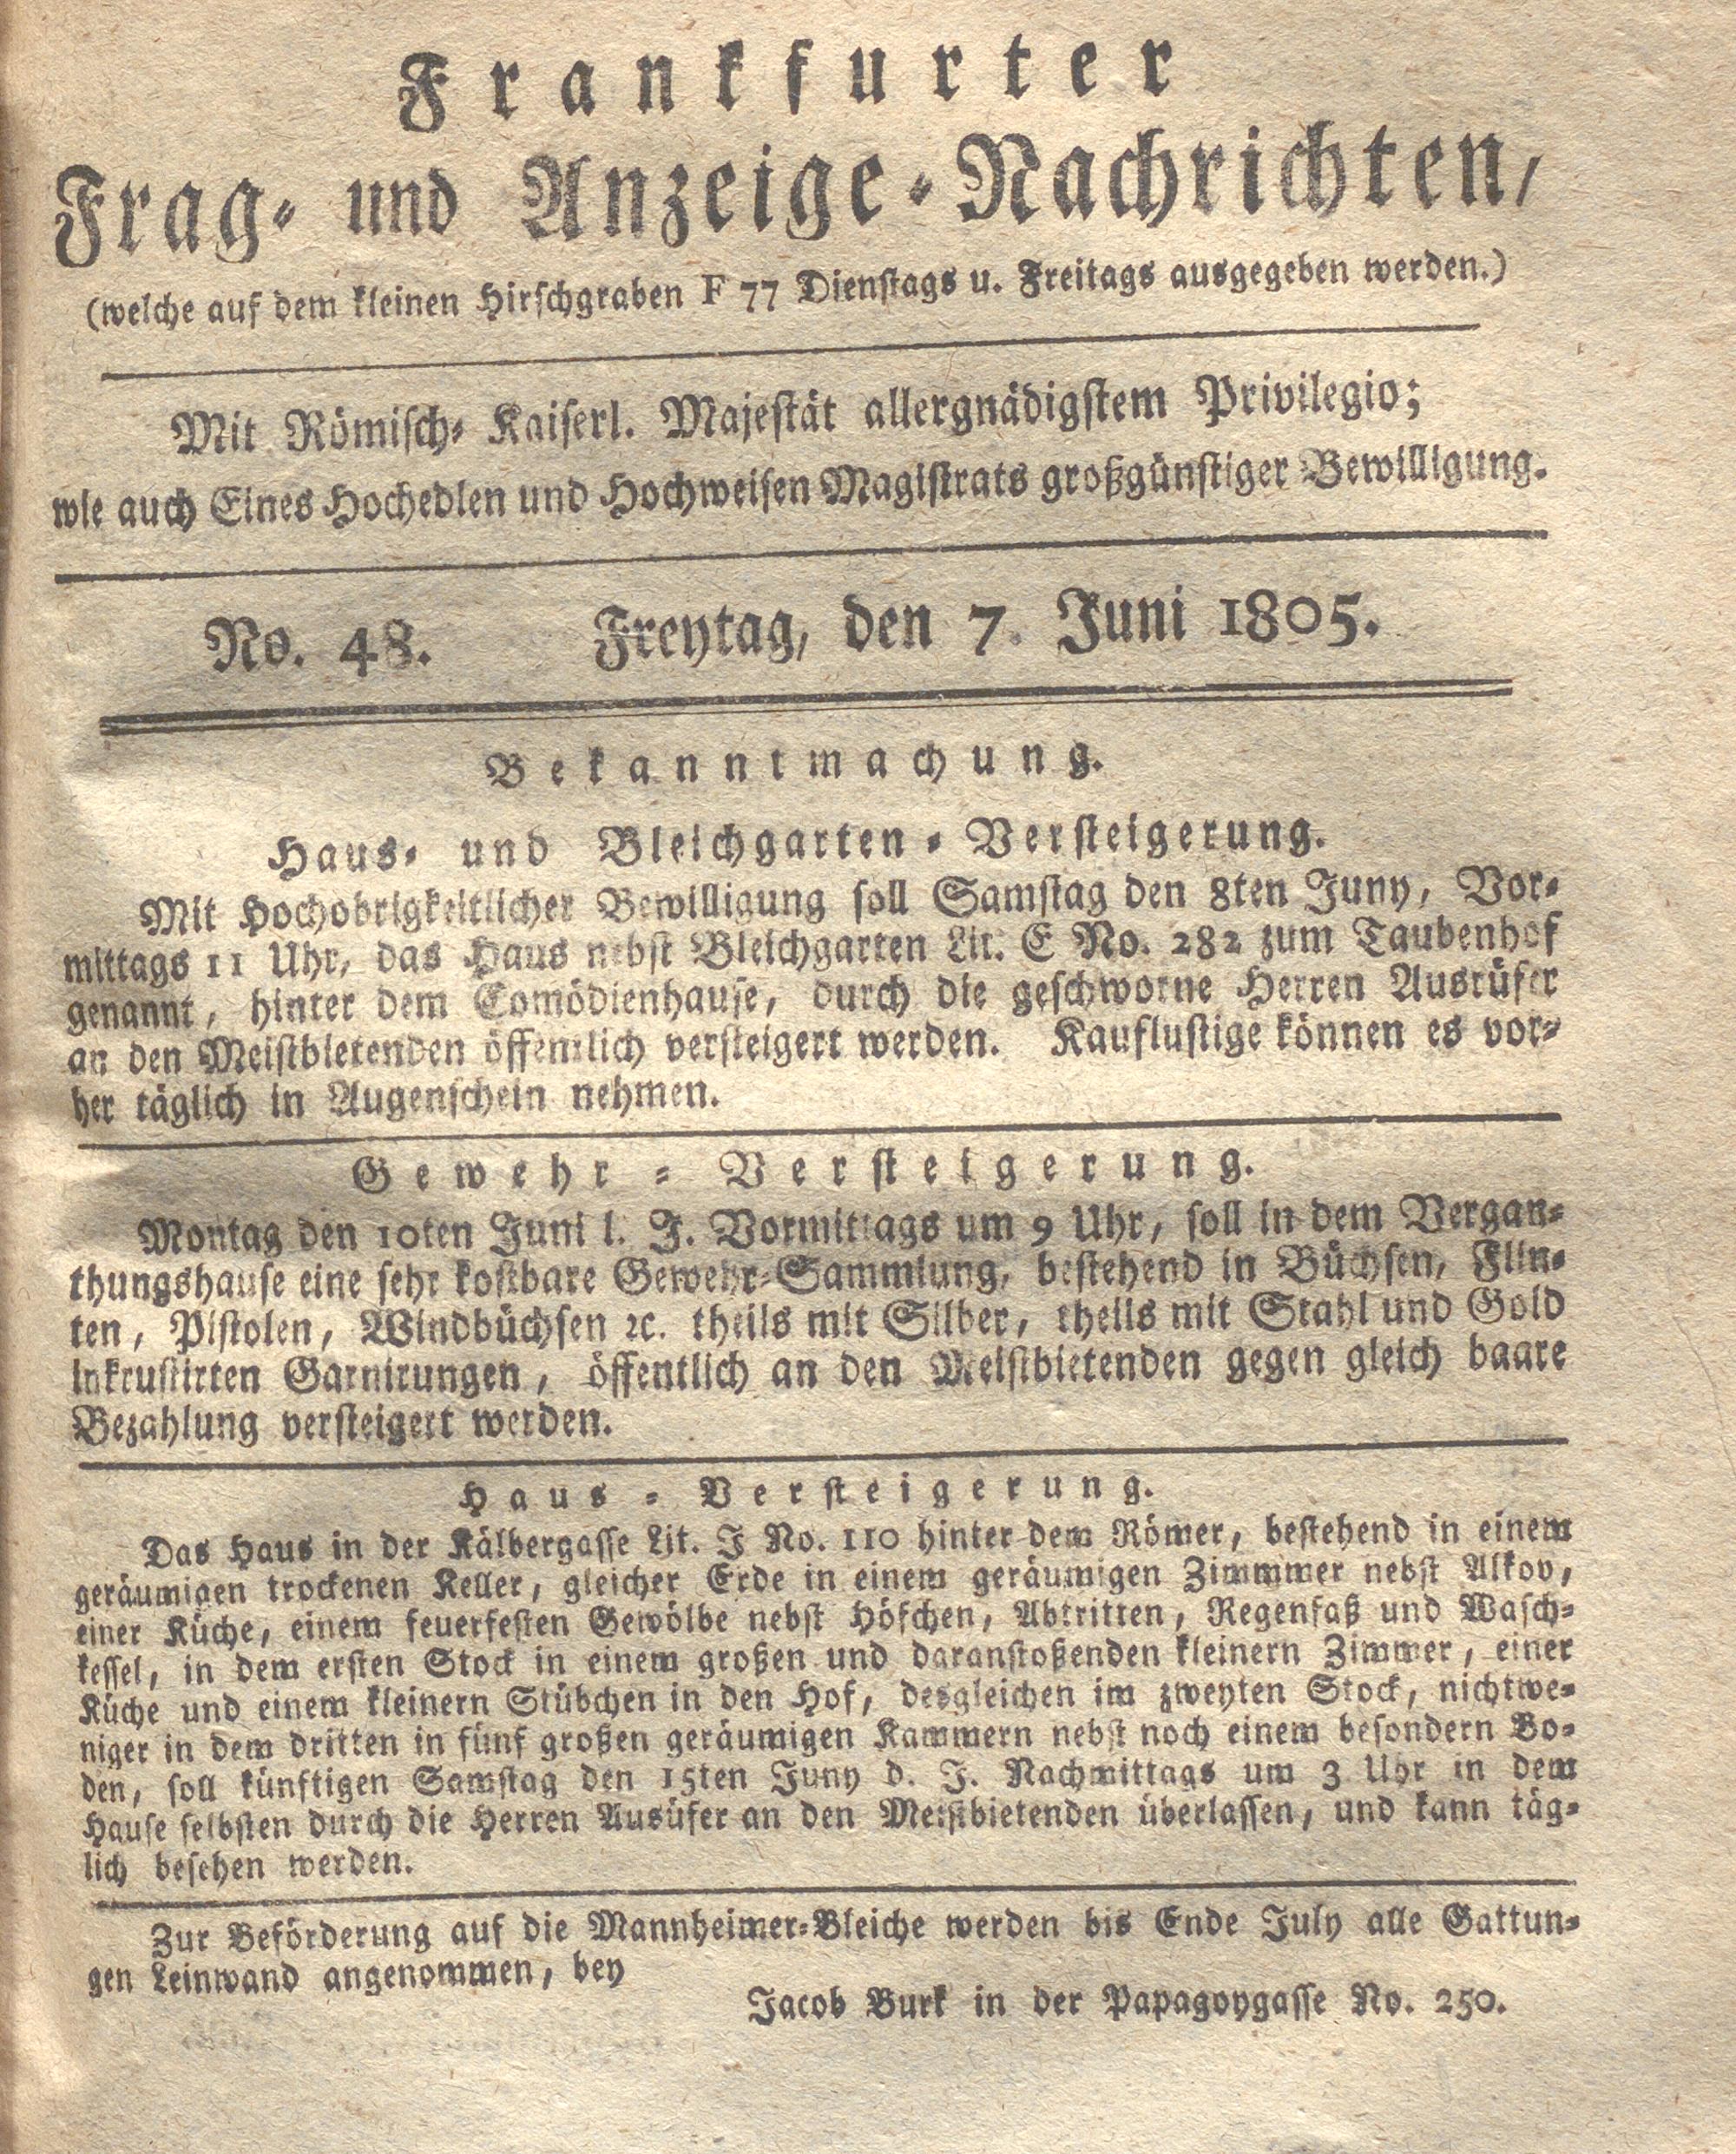 Frankfurter
Frag- und Anzeige-Nachrichten,
(welche auf dem kleinen Hirschgraben F 77 Dienstags u. Freitags ausgegeben werden.)
Mit Römisch- Kaiserl. Majestät allergnädigstem Privilegio;
wie auch Eines Hochedlen und Hochweisen Magistrats großgünstiger Bewilligung.
No. 48. Freytag, den 7. Juni 1805.
Bekanntmachung.
Haus- und Bleichgarten-Versteigerung.
Mit Hochobrigkeitlicher Bewilligung soll Samstag den 8ten Juny, Vor-
mittags 11 Uhr, das Haus nebst Bleichgarten Lit. E No. 282 zum Taubenhof
genannt, hinter dem Comödienhause, durch die geschworne Herren Ausrüfer
an den Meistbietenden öffentlich versteigert werden. Kauflustige können es vor-
her täglich in Augenschein nehmen.
Gewehr-Versteigerung.
Montag den 10ten Juni l. J. Vormittags um 9 Uhr, soll in dem Vergan-
thungshause eine sehr kostbare Gewehr-Sammlung, bestehend in Büchsen, Flin-
ten, Pistolen, Windbüchsen ꝛc. theils mit Silber, theils mit Stahl und Gold
inkrustirten Garnirungen, öffentlich an den Meistbietenden gegen gleich baare
Bezahlung versteigert werden.
Haus-Versteigerung.
Das Haus in der Kälbergasse Lit. J No. 110 hinter dem Römer, bestehend in einem
geräumigen trockenen Keller, gleicher Erde in einem geräumigen Zimmmer nebst Alkov,
einer Küche, einem feuerfesten Gewölbe nebst Höfchen, Abtritten, Regenfaß und Wasch-
kessel, in dem ersten Stock in einem großen und daranstoßenden kleinern Zimmer, einer
Küche und einem kleinern Stübchen in den Hof, desgleichen im zweyten Stock, nichtwe-
niger in dem dritten in fünf großen geräumigen Kammern nebst noch einem besondern Bo-
den, soll künftigen Samstag den 15ten Juny d. J. Nachmittags um 3 Uhr in dem
Hause selbsten durch die Herren Ausüfer an den Meistbietenden überlassen, und kann täg-
lich besehen werden.
Zur Beförderung auf die Mannheimer-Bleiche werden bis Ende July alle Gattun-
gen Leinwand angenommen, bey
Jacob Burk in der Papagoygasse No. 250.